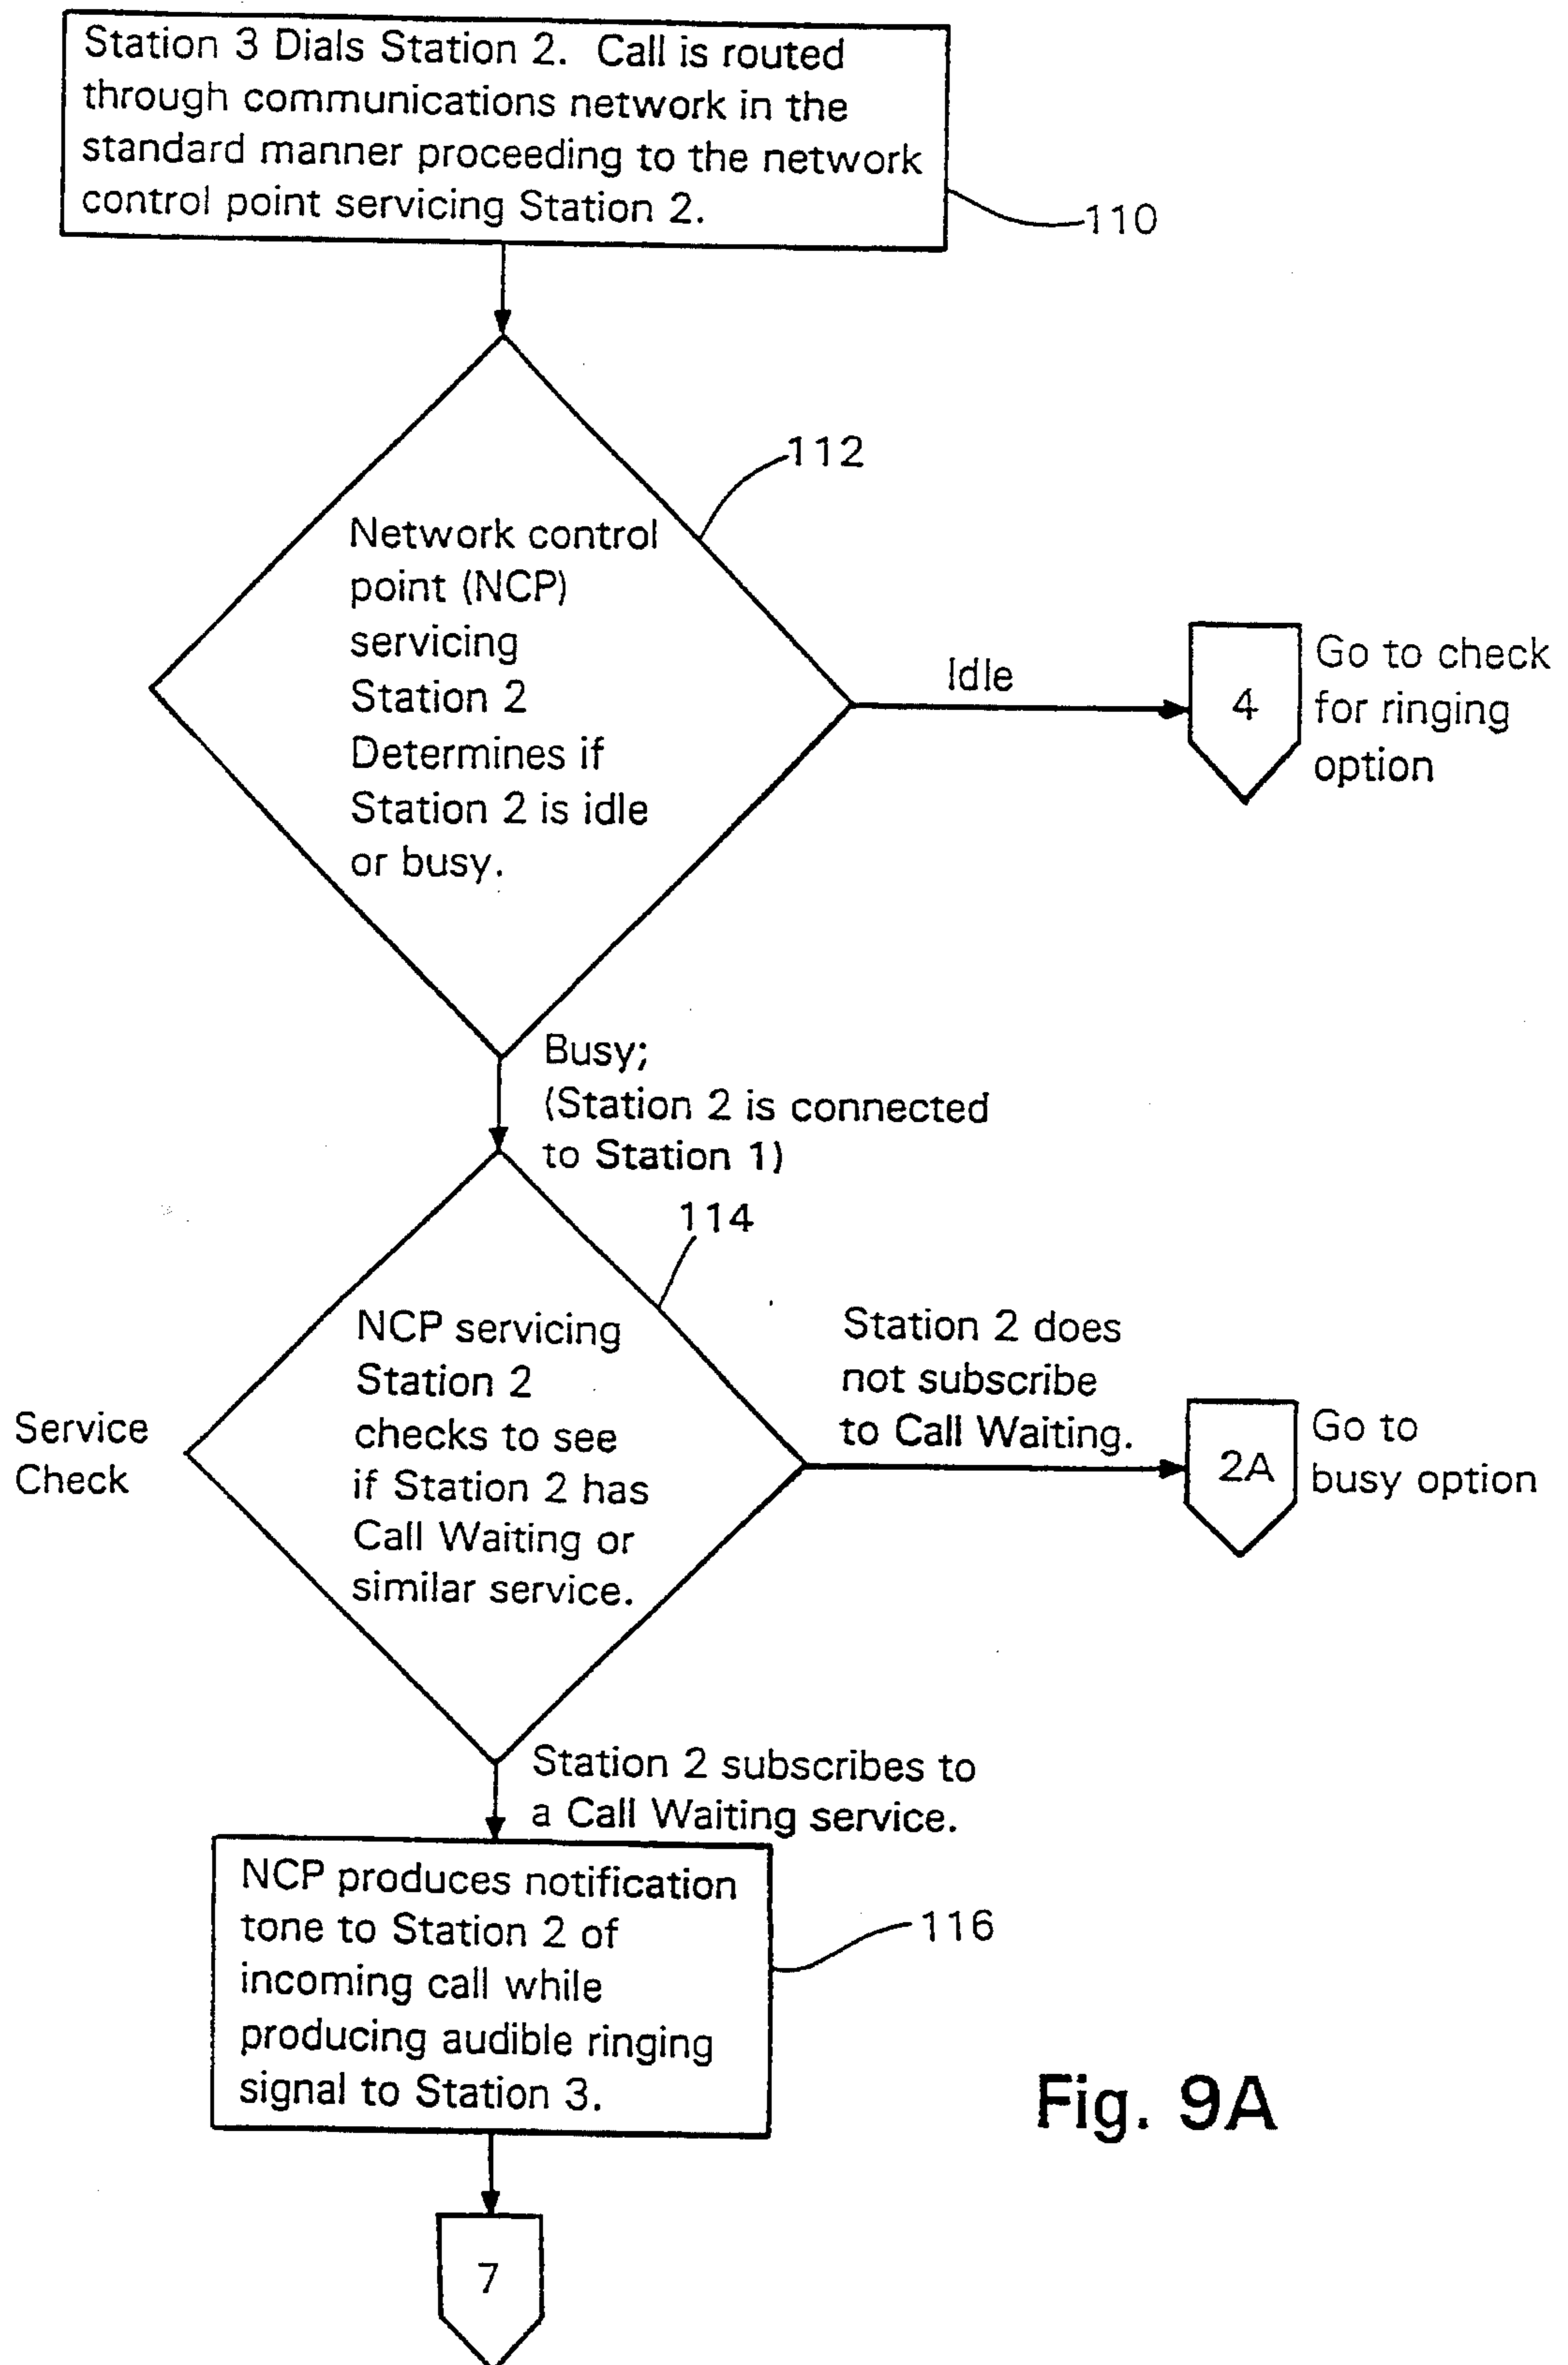 Station 3 Dials Station 2. Call is routed
through communications network in the
standard manner proceeding to the network
control point servicing Station 2.
110
112
Network control
point (NCP)
servicing
Station 2
Determines if
Station 2 is idle
or busy.
Idle
4
Go to check
for ringing
option
Busy;
(Station 2 is connected
to Station 1)
114
Service
Check
NCP servicing
Station 2
checks to see
if Station 2 has
Call Waiting or
similar service.
Station 2 does
not subscribe
to Call Waiting.
2A
Go to
busy option
Station 2 subscribes to
a Call Waiting service.
NCP produces notification
tone to Station 2 of
incoming call while
producing audible ringing
signal to Station 3.
116
Fig. 9A
7